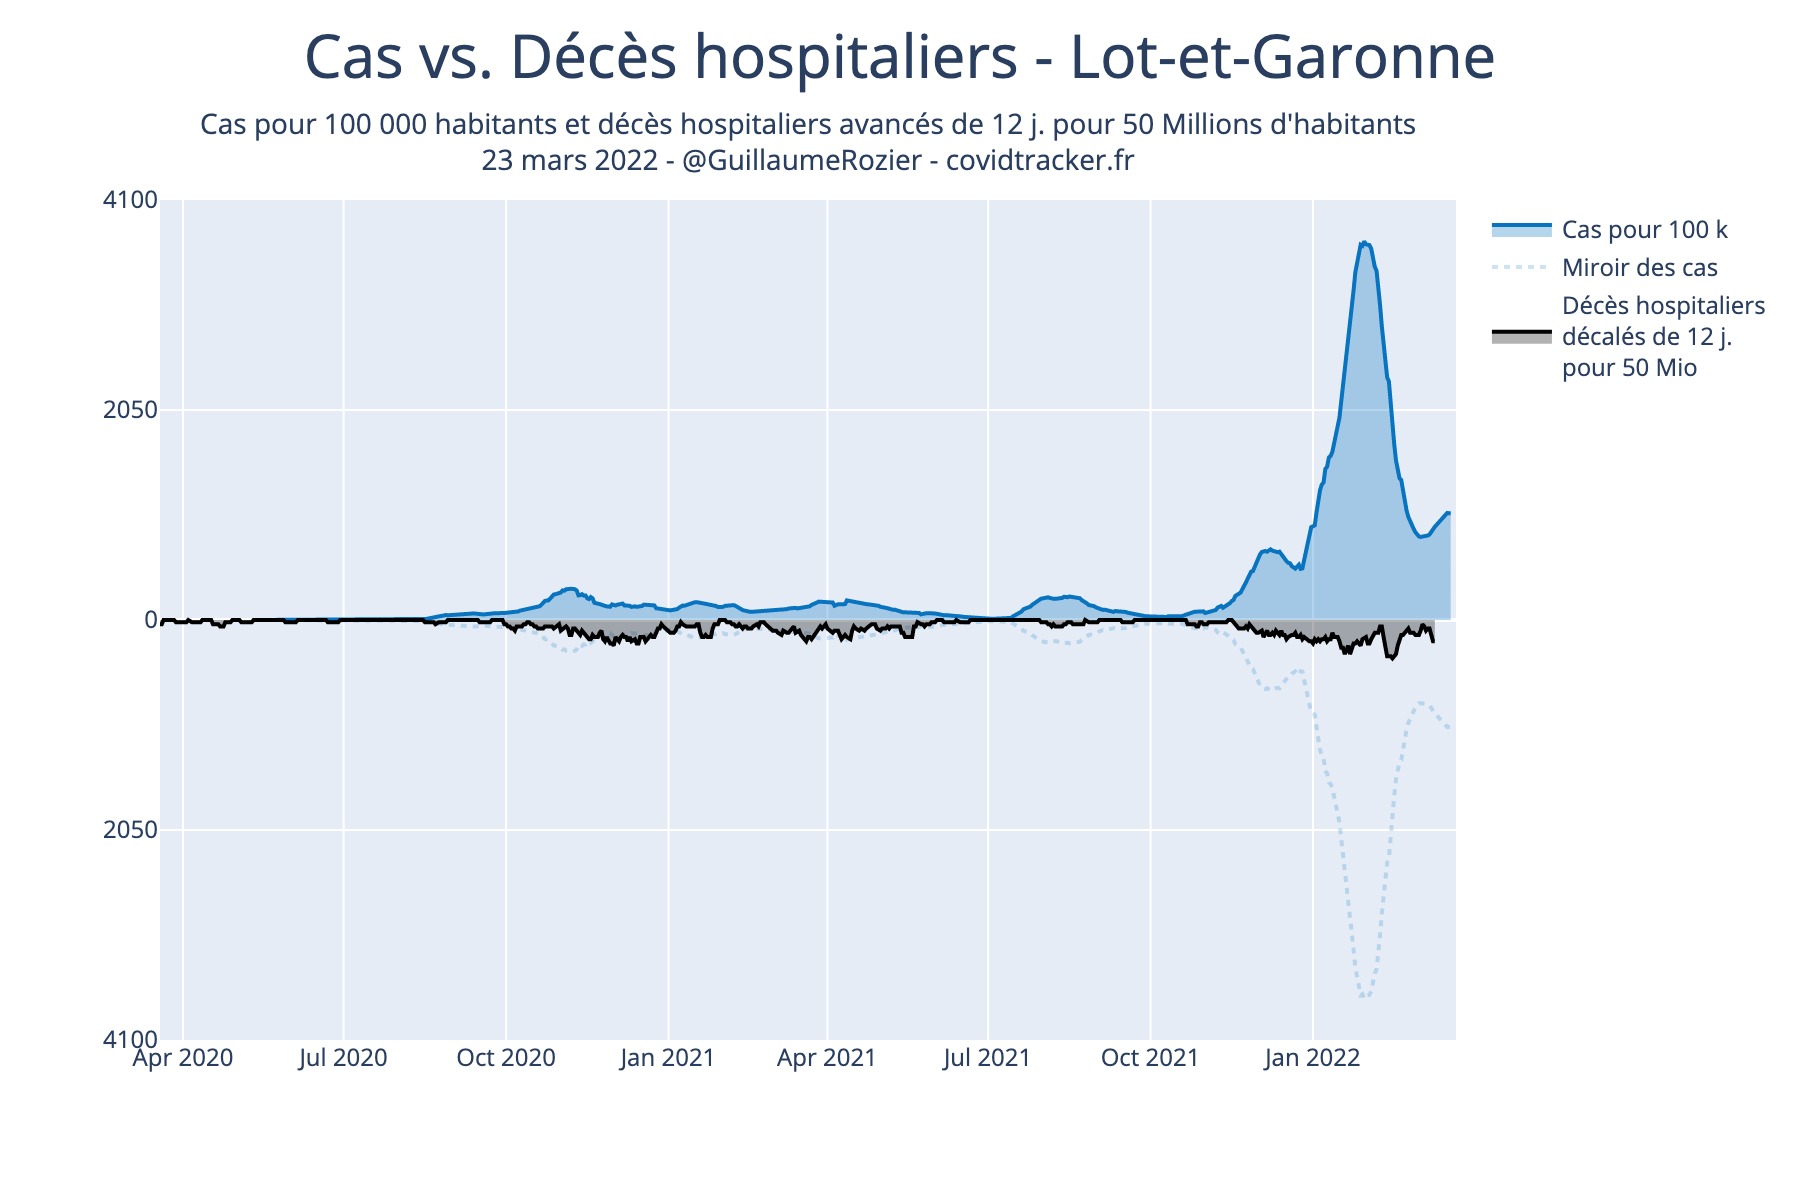 Cas vs. Décès hospitaliers - Lot-et-Garonne
Cas pour 100 000 habitants et décès hospitaliers avancés de 12 j. pour 50 Millions d'habitants
23 mars 2022 - @GuillaumeRozier - covidtracker.fr
4100
2050
0
2050
4100
Apr 2020
Jul 2020
Oct 2020
Jan 2021
Apr 2021
Jul 2021
Oct 2021
Jan 2022
Cas pour 100 k
Miroir des cas
Décès hospitaliers
décalés de 12 j.
pour 50 Mio